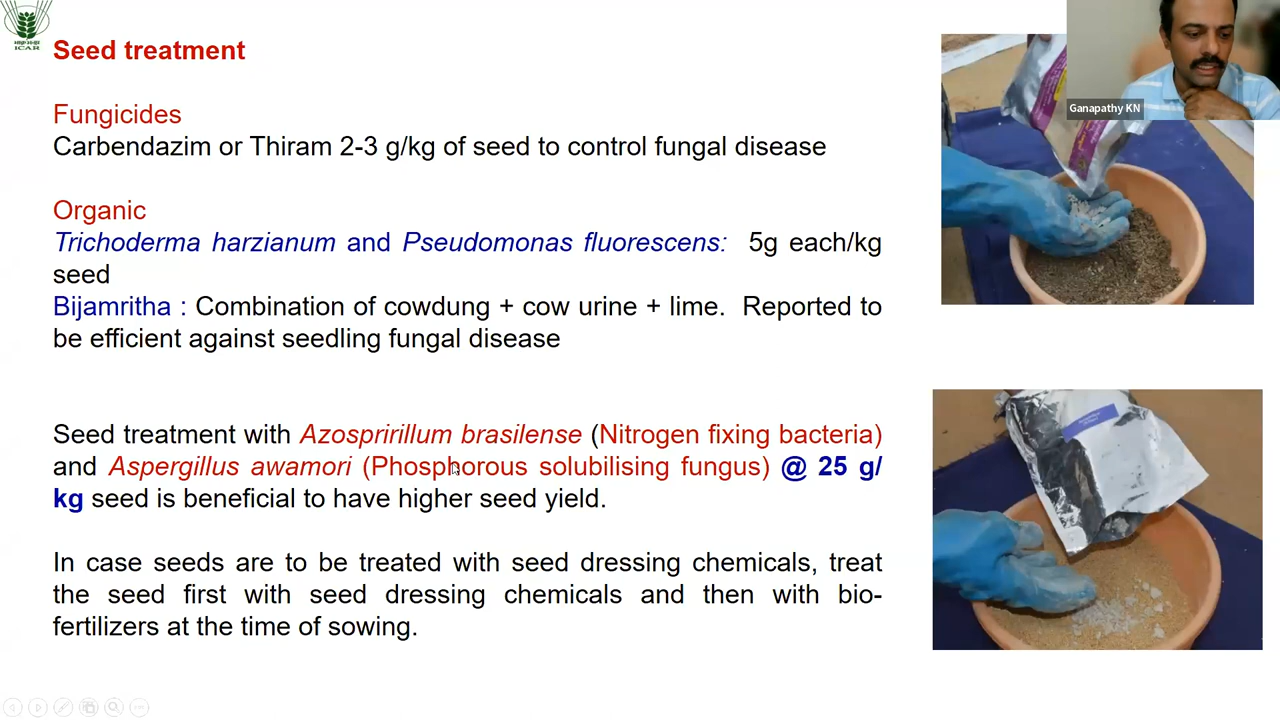 ICAR
Seed treatment
Ganapathy KN
Fungicides
Carbendazim or Thiram 2-3 g/kg of seed to control fungal disease
Organic
Trichoderma harzianum and Pseudomonas fluorescens: 5g each/kg
seed
Bijamritha : Combination of cowdung + cow urine + lime. Reported to
be efficient against seedling fungal disease
Seed treatment with Azospririllum brasilense (Nitrogen fixing bacteria)
and Aspergillus awamori (Phosphorous solubilising fungus) @ 25 g/
kg seed is beneficial to have higher seed yield.
In case seeds are to be treated with seed dressing chemicals, treat
the seed first with seed dressing chemicals and then with bio-
fertilizers at the time of sowing.